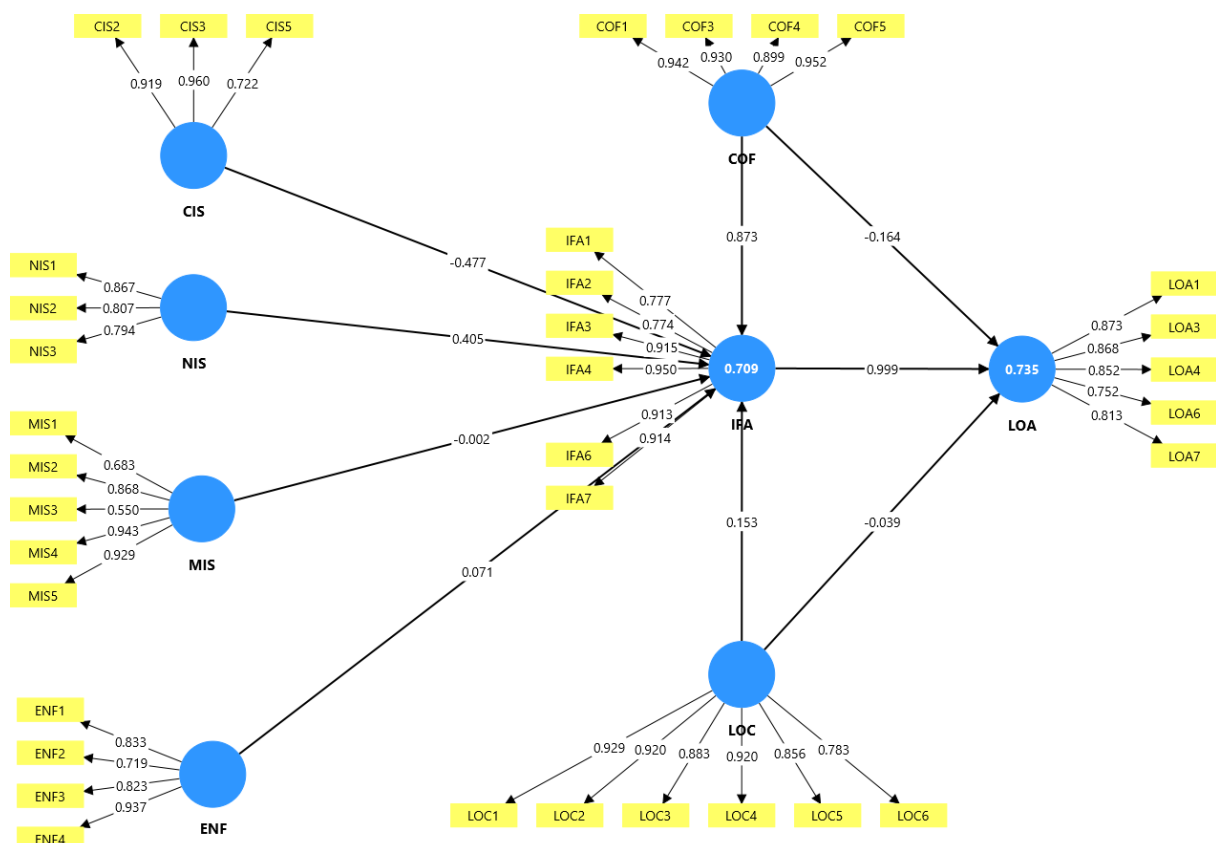 CIS2 CIS3 CIS5
0.919 0.960 0.722
CIS
COF1 COF3 COF4 COF5
0.942 0.930 0.899 0.952
COF
NIS1
NIS2
NIS3
0.867
0.807
0.794
NIS
MIS1
MIS2
MIS3
MIS4
MIS5
0.683
0.868
0.550
0.943
0.929
MIS
ENF1
ENF2
ENF3
ENF4
0.833
0.719
0.823
0.937
ENF
-0.477
0.405
-0.002
0.071
0.873
-0.164
IFA1
IFA2
IFA3
IFA4
IFA6
IFA7
0.777
0.774
0.915
0.950
0.913
0.914
0.709
IFA
0.999
0.153
-0.039
0.735
LOA
0.873
0.868
0.852
0.752
0.813
LOA1
LOA3
LOA4
LOA6
LOA7
LOC
0.929 0.920 0.883 0.920 0.856 0.783
LOC1 LOC2 LOC3 LOC4 LOC5 LOC6